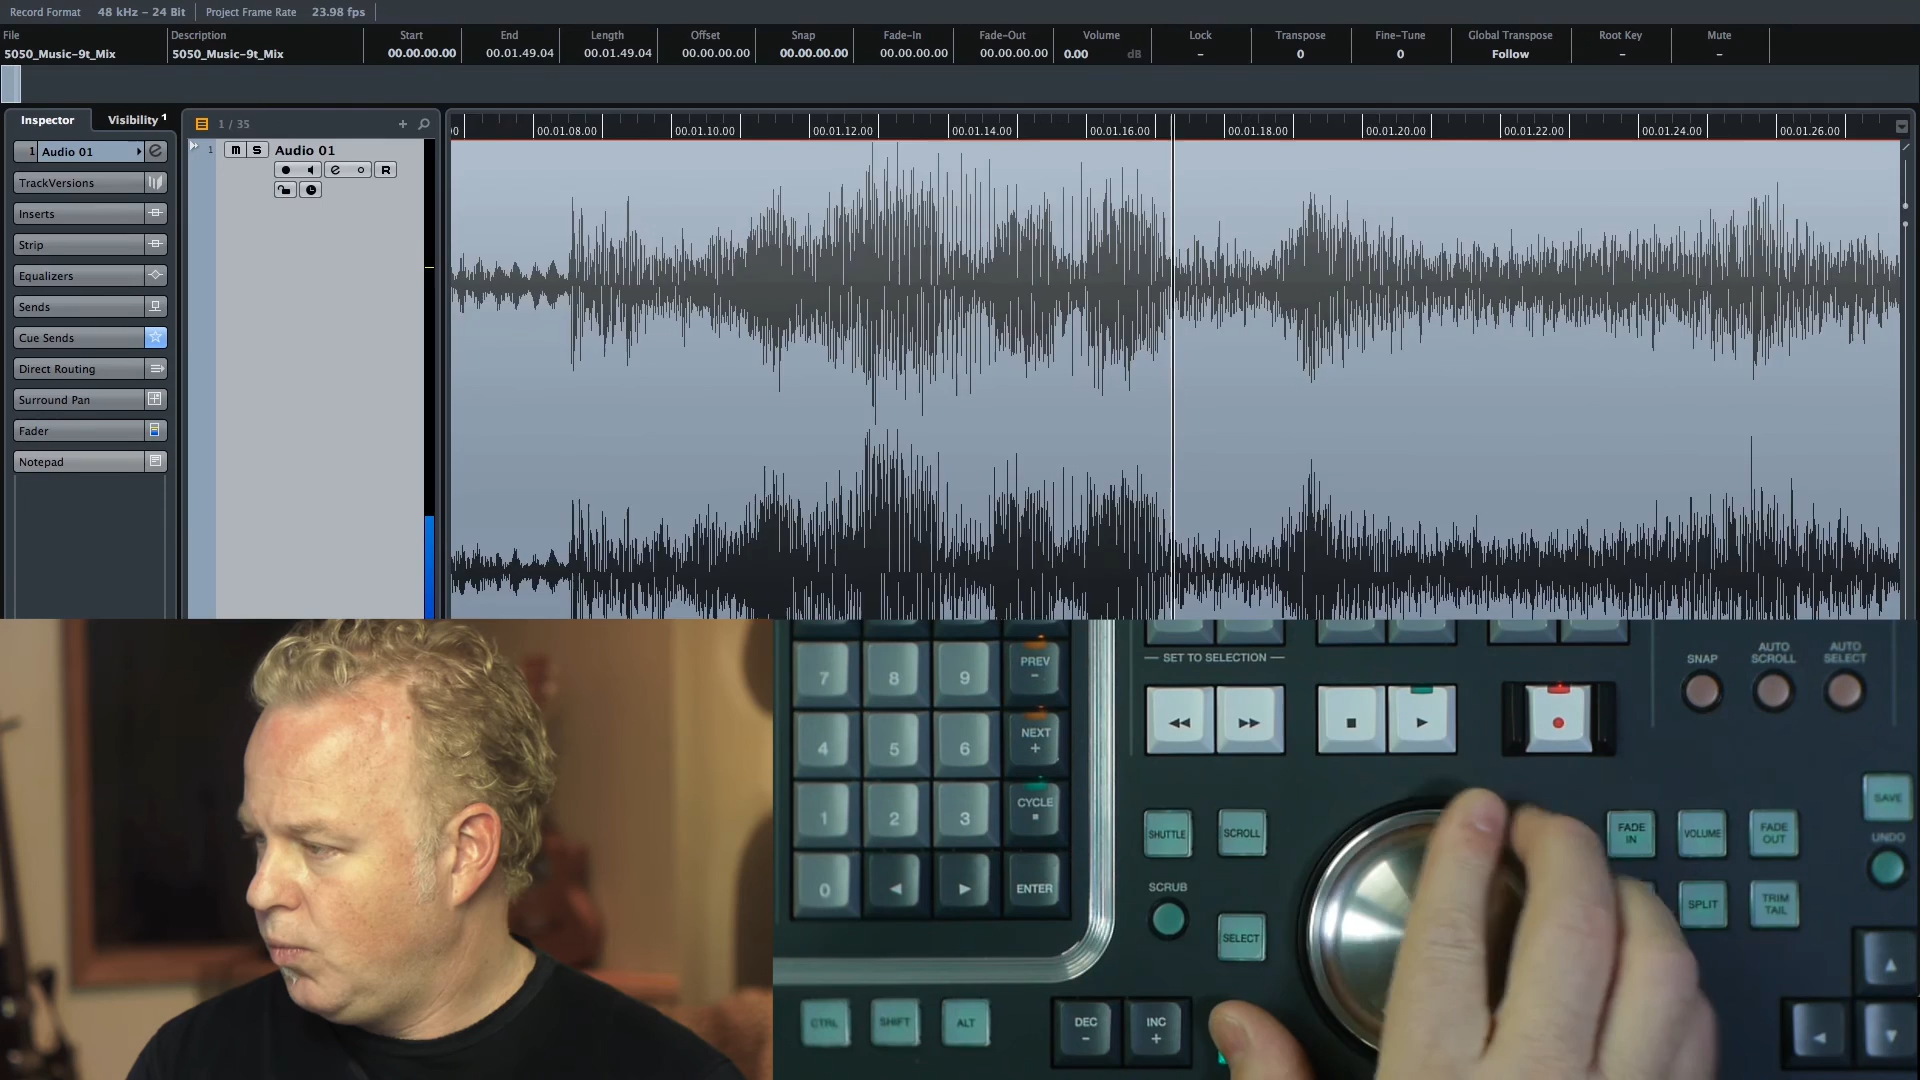 Record Format 48 kHz – 24 Bit Project Frame Rate 23.98 fps
File Description Start End Length Offset Snap Fade-In Fade-Out Volume Lock Transpose Fine-Tune Global Transpose Root Key Mute
5050_Music-9t_Mix 5050_Music-9t_Mix 00.00.00.00 00.01.49.04 00.01.49.04 00.00.00.00 00.00.00.00 00.00.00.00 00.00.00.00 0.00 dB – 0 0 Follow – –
Inspector Visibility 1
1 / 35
00.01.08.00 00.01.10.00 00.01.12.00 00.01.14.00 00.01.16.00 00.01.18.00 00.01.20.00 00.01.22.00 00.01.24.00 00.01.26.00
1 Audio 01
1 m S Audio 01
R
TrackVersions
Inserts
Strip
Equalizers
Sends
Cue Sends
Direct Routing
Surround Pan
Fader
Notepad
SET TO SELECTION
SNAP
AUTO SCROLL
AUTO SELECT
7 8 9 PREV –
4 5 6 NEXT +
1 2 3 CYCLE
0 ENTER
SHUTTLE SCROLL
SCRUB
SELECT
FADE IN VOLUME FADE OUT
SPLIT TRIM TAIL
SAVE
UNDO
CTRL SHIFT ALT
DEC – INC +